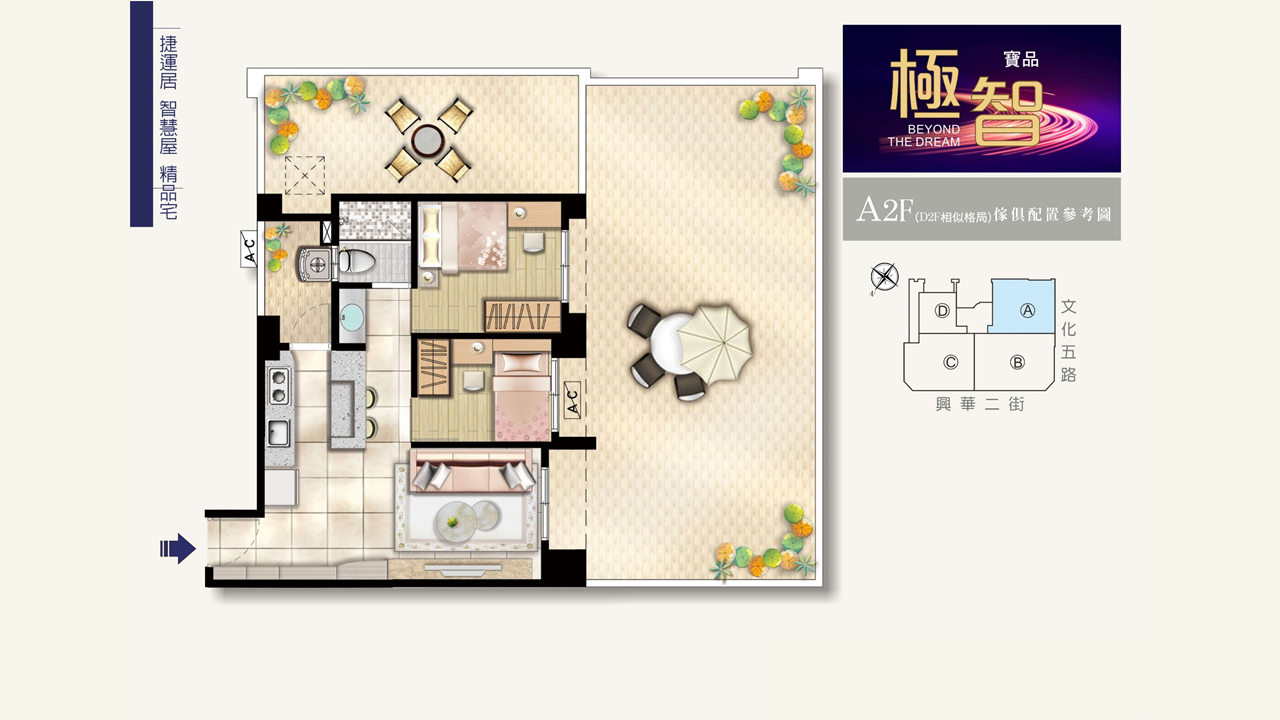 捷運居 智慧屋 精品宅
寶品
極智
BEYOND
THE DREAM
A2F(D2F相似格局)傢俱配置參考圖
A-C
A-C
D
A
C
B
文化五路
興華二街